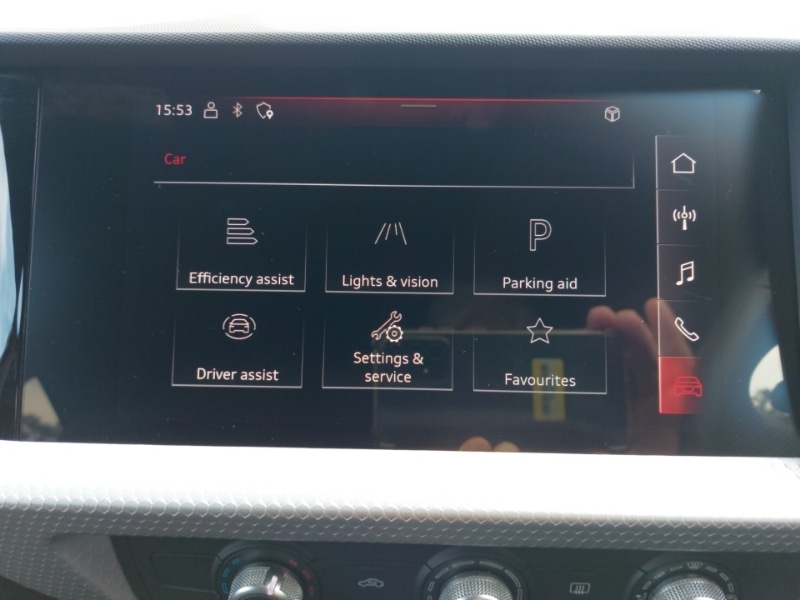 15:53
Car
Efficiency assist
Lights & vision
P
Parking aid
Driver assist
Settings &
service
Favourites